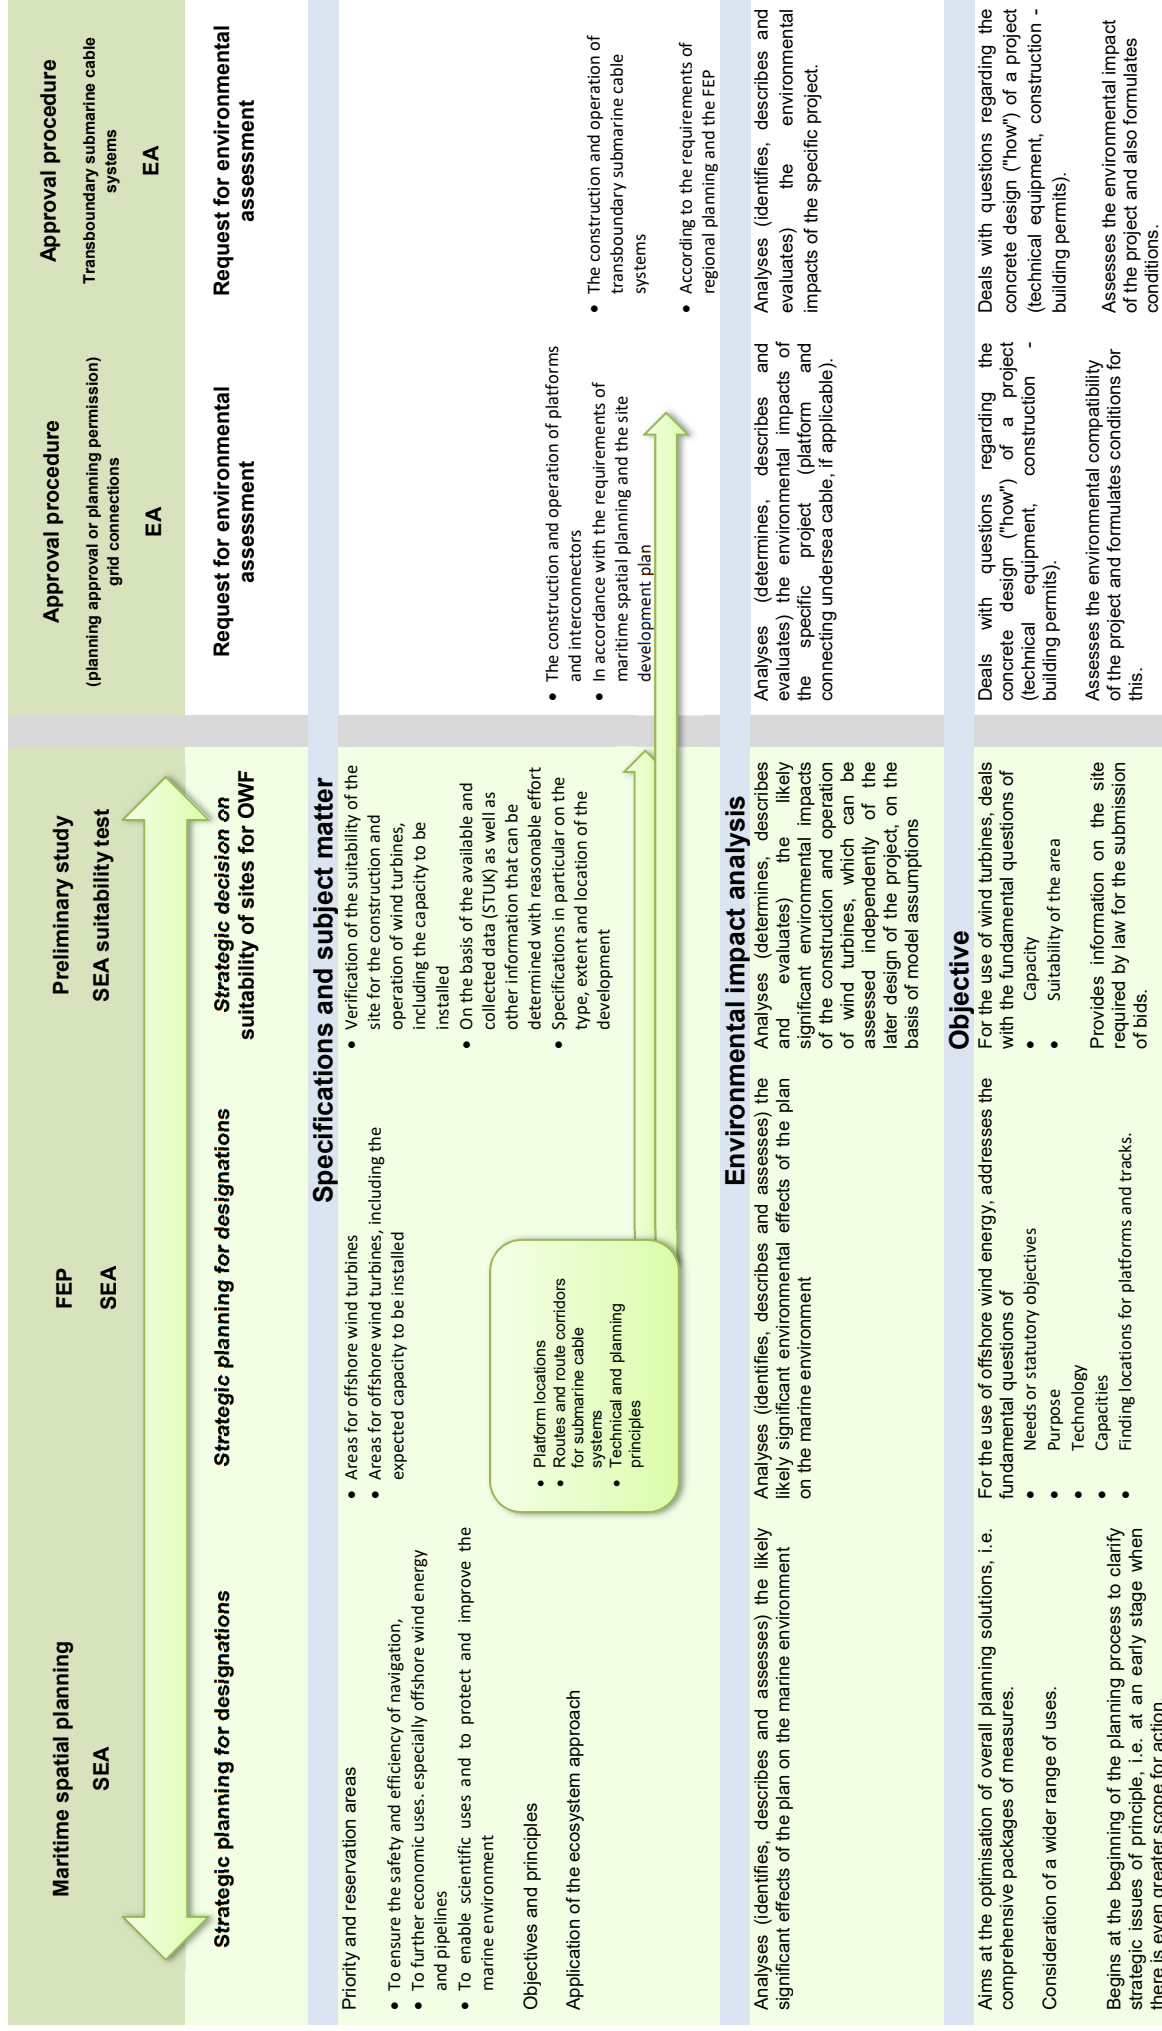 Maritime spatial planning
SEA
FEP
SEA
Preliminary study
SEA suitability test
Approval procedure
(planning approval or planning permission)
grid connections
EA
Approval procedure
Transboundary submarine cable
systems
EA
Strategic planning for designations
Strategic planning for designations
Strategic decision on
suitability of sites for OWF
Request for environmental
assessment
Request for environmental
assessment
Specifications and subject matter
Priority and reservation areas
• To ensure the safety and efficiency of navigation,
• To further economic uses. especially offshore wind energy
and pipelines
• To enable scientific uses and to protect and improve the
marine environment
Objectives and principles
Application of the ecosystem approach
• Areas for offshore wind turbines
• Areas for offshore wind turbines, including the
expected capacity to be installed
• Platform locations
• Routes and route corridors
for submarine cable
systems
• Technical and planning
principles
• Verification of the suitability of the
site for the construction and
operation of wind turbines,
including the capacity to be
installed
• On the basis of the available and
collected data (STUK) as well as
other information that can be
determined with reasonable effort
• Specifications in particular on the
type, extent and location of the
development
• The construction and operation of platforms
and interconnectors
• In accordance with the requirements of
maritime spatial planning and the site
development plan
• The construction and operation of
transboundary submarine cable
systems
• According to the requirements of
regional planning and the FEP
Environmental impact analysis
Analyses (identifies, describes and assesses) the likely
significant effects of the plan on the marine environment
Analyses (identifies, describes and assesses) the
likely significant environmental effects of the plan
on the marine environment
Analyses (determines, describes
and evaluates) the likely
significant environmental impacts
of the construction and operation
of wind turbines, which can be
assessed independently of the
later design of the project, on the
basis of model assumptions
Analyses (determines, describes and
evaluates) the environmental impacts of
the specific project (platform and
connecting undersea cable, if applicable).
Analyses (identifies, describes and
evaluates) the environmental
impacts of the specific project.
Objective
Aims at the optimisation of overall planning solutions, i.e.
comprehensive packages of measures.
Consideration of a wider range of uses.
Begins at the beginning of the planning process to clarify
strategic issues of principle, i.e. at an early stage when
there is even greater scope for action.
For the use of offshore wind energy, addresses the
fundamental questions of
• Needs or statutory objectives
• Purpose
• Technology
• Capacities
• Finding locations for platforms and tracks.
For the use of wind turbines, deals
with the fundamental questions of
• Capacity
• Suitability of the area
Provides information on the site
required by law for the submission
of bids.
Deals with questions regarding the
concrete design ("how") of a project
(technical equipment, construction -
building permits).
Assesses the environmental compatibility
of the project and formulates conditions for
this.
Deals with questions regarding the
concrete design ("how") of a project
(technical equipment, construction -
building permits).
Assesses the environmental impact
of the project and also formulates
conditions.